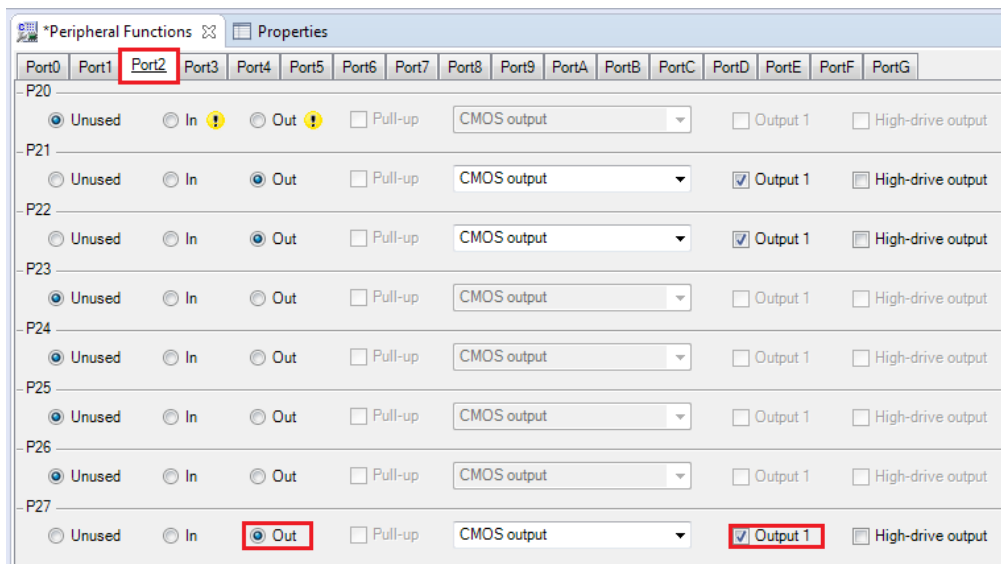 *Peripheral Functions Properties
Port0 Port1 Port2 Port3 Port4 Port5 Port6 Port7 Port8 Port9 PortA PortB PortC PortD PortE PortF PortG
P20
Unused In ! Out ! Pull-up CMOS output Output 1 High-drive output
P21
Unused In Out Pull-up CMOS output Output 1 High-drive output
P22
Unused In Out Pull-up CMOS output Output 1 High-drive output
P23
Unused In Out Pull-up CMOS output Output 1 High-drive output
P24
Unused In Out Pull-up CMOS output Output 1 High-drive output
P25
Unused In Out Pull-up CMOS output Output 1 High-drive output
P26
Unused In Out Pull-up CMOS output Output 1 High-drive output
P27
Unused In Out Pull-up CMOS output Output 1 High-drive output